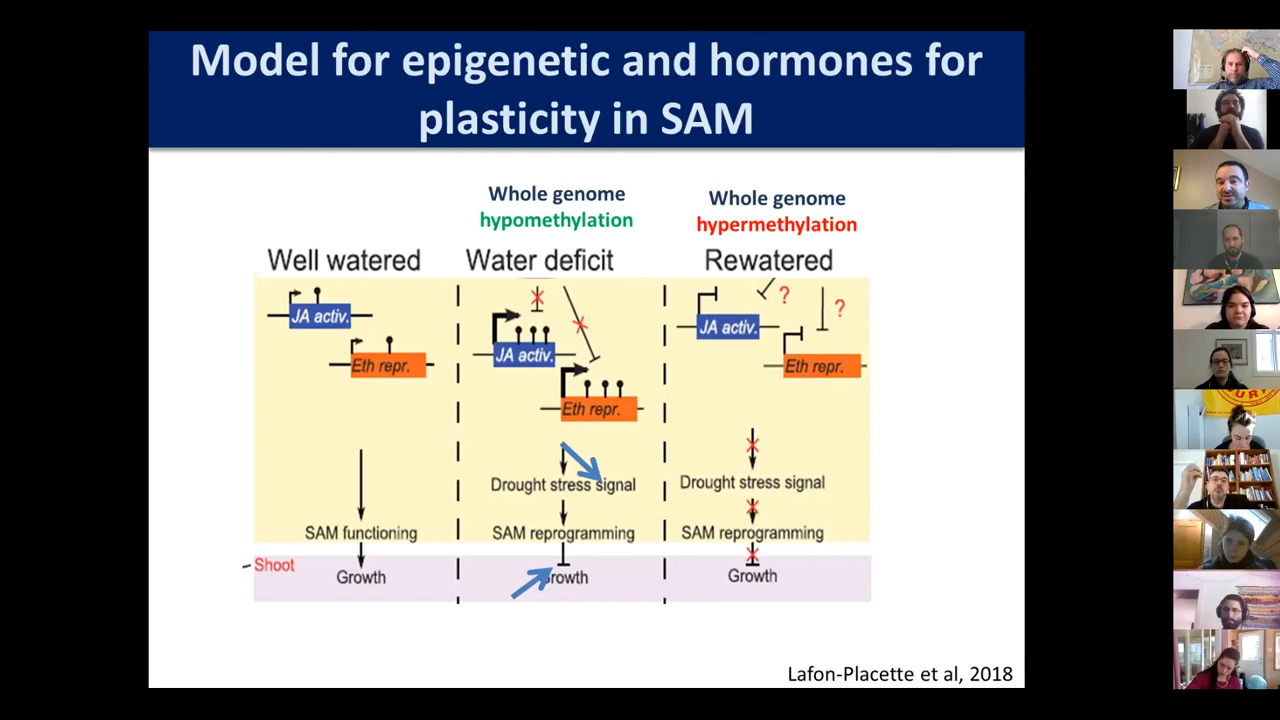 Model for epigenetic and hormones for
plasticity in SAM
Whole genome
hypomethylation
Whole genome
hypermethylation
Well watered
Water deficit
Rewatered
JA activ.
Eth repr.
JA activ.
Eth repr.
?
?
JA activ.
Eth repr.
Drought stress signal
Drought stress signal
SAM functioning
SAM reprogramming
SAM reprogramming
Shoot
Growth
Growth
Growth
Lafon-Placette et al, 2018